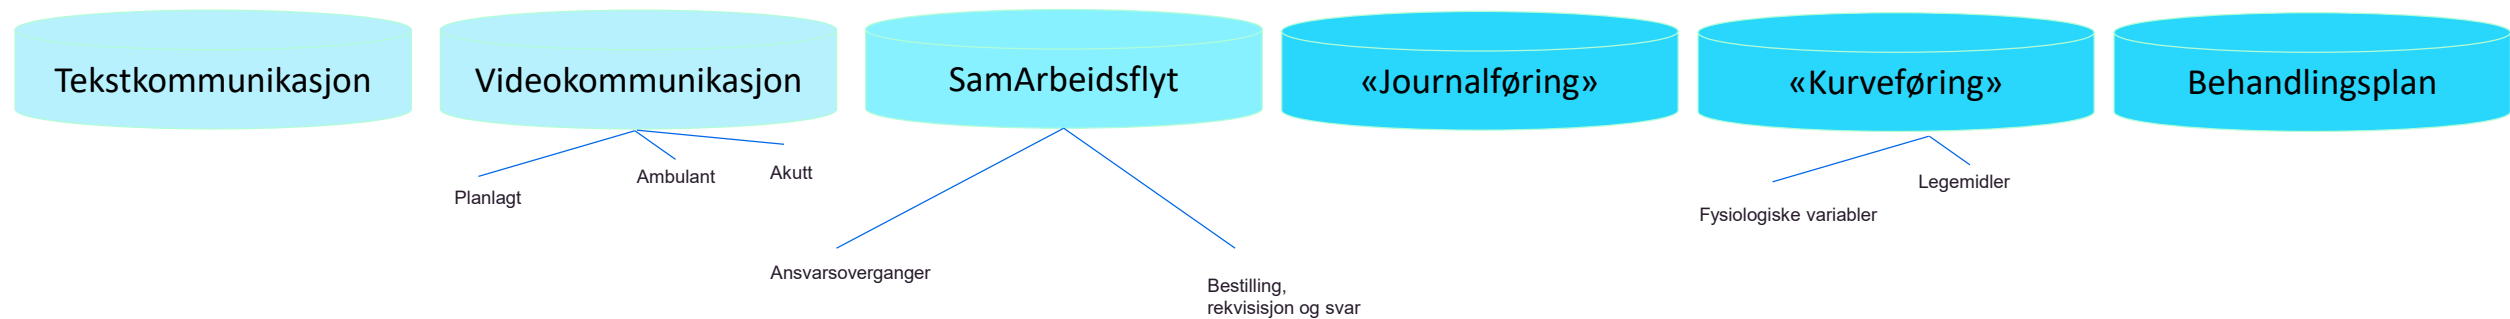 Tekstkommunikasjon
Videokommunikasjon
SamArbeidsflyt
«Journalføring»
«Kurveføring»
Behandlingsplan
Planlagt
Ambulant
Akutt
Ansvarsoverganger
Bestilling,
rekvisisjon og svar
Fysiologiske variabler
Legemidler